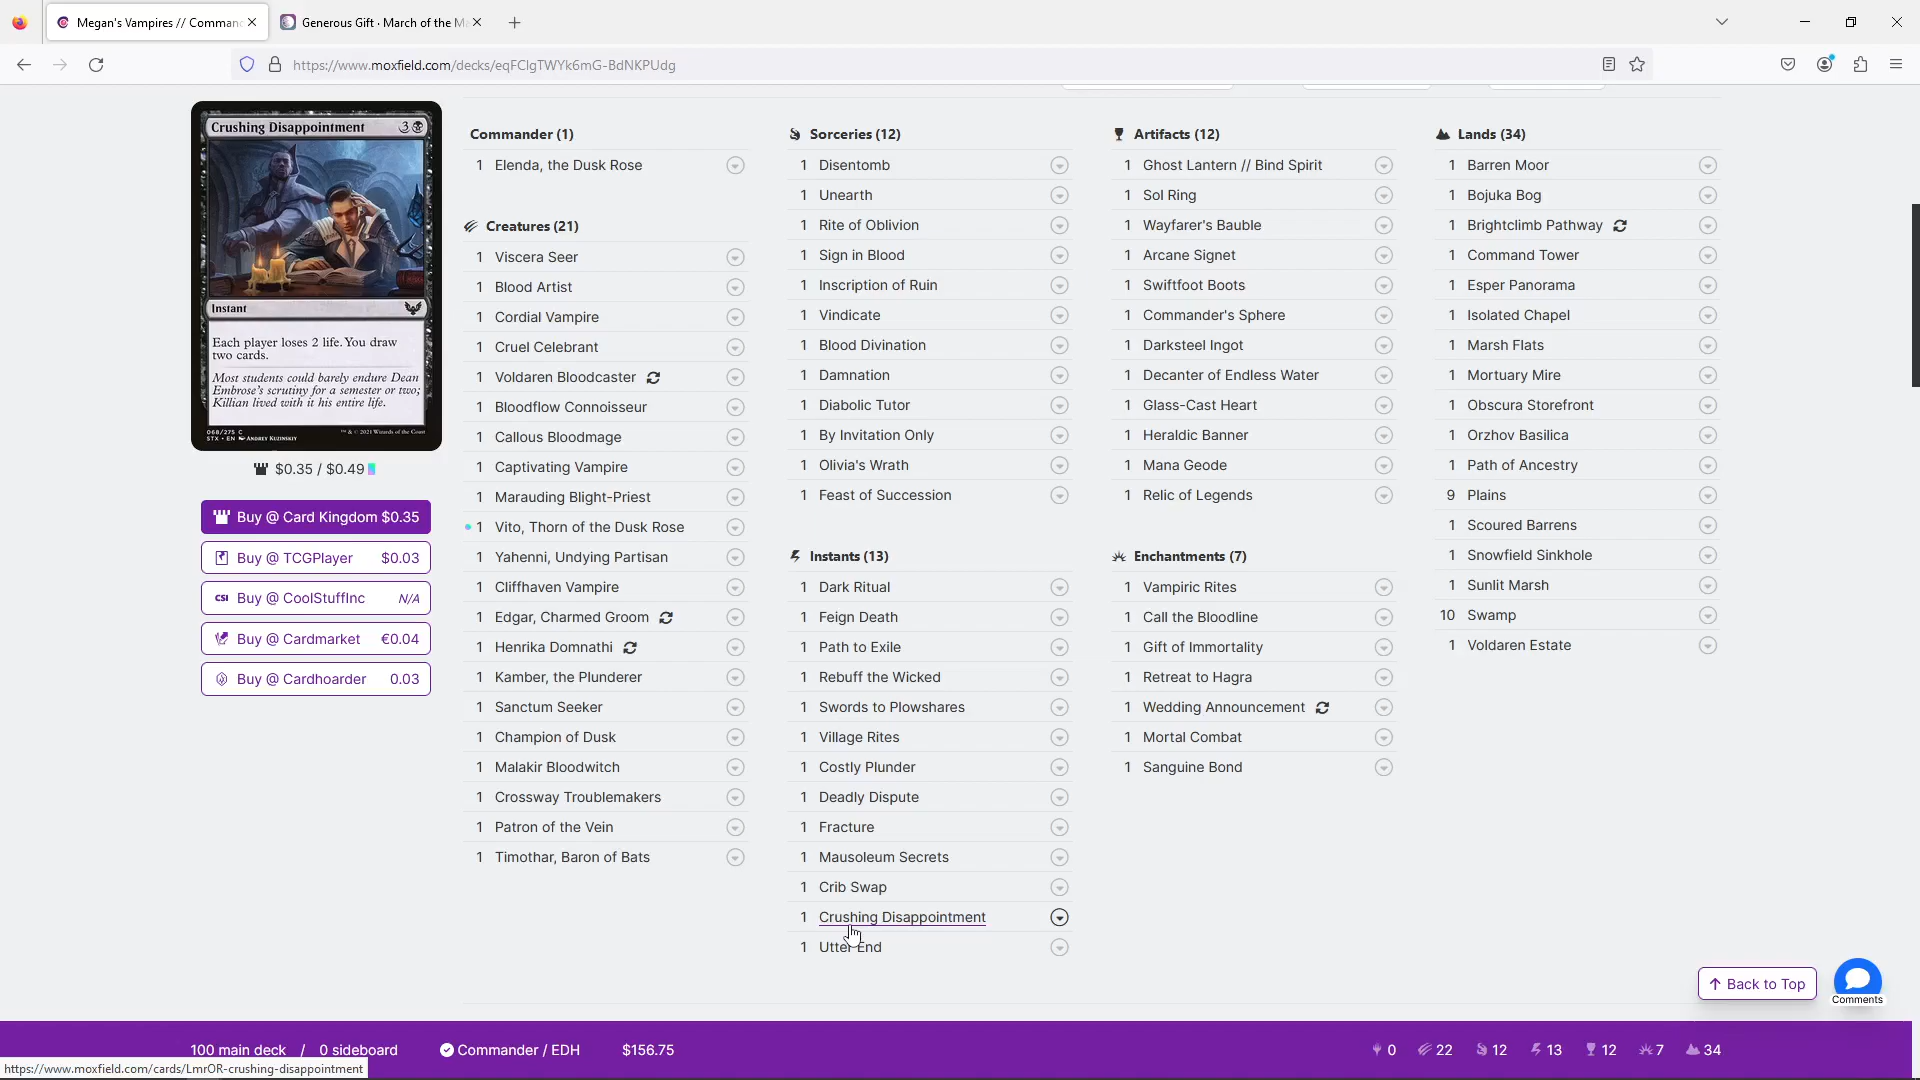 Megan's Vampires // Comman
Generous Gift · March of the M
https://www.moxfield.com/decks/eqFClgTWYk6mG-BdNKPUdg
Crushing Disappointment 3
Instant
Each player loses 2 life. You draw
two cards.
Most students could barely endure Dean
Embrose's scrutiny for a semester or two;
Killian lived with it his entire life.
068/275 C
STX • EN ANDREY KUZINSKIY
™ & © 2021 Wizards of the Coast
$0.35 / $0.49
Buy @ Card Kingdom $0.35
Buy @ TCGPlayer $0.03
CSI Buy @ CoolStuffInc N/A
Buy @ Cardmarket €0.04
Buy @ Cardhoarder 0.03
Commander (1)
1 Elenda, the Dusk Rose
Creatures (21)
1 Viscera Seer
1 Blood Artist
1 Cordial Vampire
1 Cruel Celebrant
1 Voldaren Bloodcaster
1 Bloodflow Connoisseur
1 Callous Bloodmage
1 Captivating Vampire
1 Marauding Blight-Priest
1 Vito, Thorn of the Dusk Rose
1 Yahenni, Undying Partisan
1 Cliffhaven Vampire
1 Edgar, Charmed Groom
1 Henrika Domnathi
1 Kamber, the Plunderer
1 Sanctum Seeker
1 Champion of Dusk
1 Malakir Bloodwitch
1 Crossway Troublemakers
1 Patron of the Vein
1 Timothar, Baron of Bats
Sorceries (12)
1 Disentomb
1 Unearth
1 Rite of Oblivion
1 Sign in Blood
1 Inscription of Ruin
1 Vindicate
1 Blood Divination
1 Damnation
1 Diabolic Tutor
1 By Invitation Only
1 Olivia's Wrath
1 Feast of Succession
Instants (13)
1 Dark Ritual
1 Feign Death
1 Path to Exile
1 Rebuff the Wicked
1 Swords to Plowshares
1 Village Rites
1 Costly Plunder
1 Deadly Dispute
1 Fracture
1 Mausoleum Secrets
1 Crib Swap
1 Crushing Disappointment
1 Utter End
Artifacts (12)
1 Ghost Lantern // Bind Spirit
1 Sol Ring
1 Wayfarer's Bauble
1 Arcane Signet
1 Swiftfoot Boots
1 Commander's Sphere
1 Darksteel Ingot
1 Decanter of Endless Water
1 Glass-Cast Heart
1 Heraldic Banner
1 Mana Geode
1 Relic of Legends
Enchantments (7)
1 Vampiric Rites
1 Call the Bloodline
1 Gift of Immortality
1 Retreat to Hagra
1 Wedding Announcement
1 Mortal Combat
1 Sanguine Bond
Lands (34)
1 Barren Moor
1 Bojuka Bog
1 Brightclimb Pathway
1 Command Tower
1 Esper Panorama
1 Isolated Chapel
1 Marsh Flats
1 Mortuary Mire
1 Obscura Storefront
1 Orzhov Basilica
1 Path of Ancestry
9 Plains
1 Scoured Barrens
1 Snowfield Sinkhole
1 Sunlit Marsh
10 Swamp
1 Voldaren Estate
Back to Top
Comments
100 main deck / 0 sideboard Commander / EDH $156.75 0 22 12 13 12 7 34
https://www.moxfield.com/cards/LmrOR-crushing-disappointment